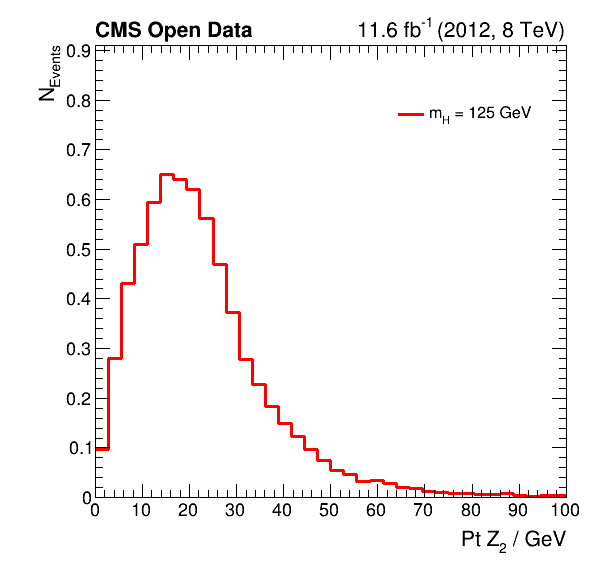 CMS Open Data 11.6 fb⁻¹ (2012, 8 TeV)
N_Events
0.9
0.8
m_H = 125 GeV
0.7
0.6
0.5
0.4
0.3
0.2
0.1
0
0 10 20 30 40 50 60 70 80 90 100
Pt Z₂ / GeV